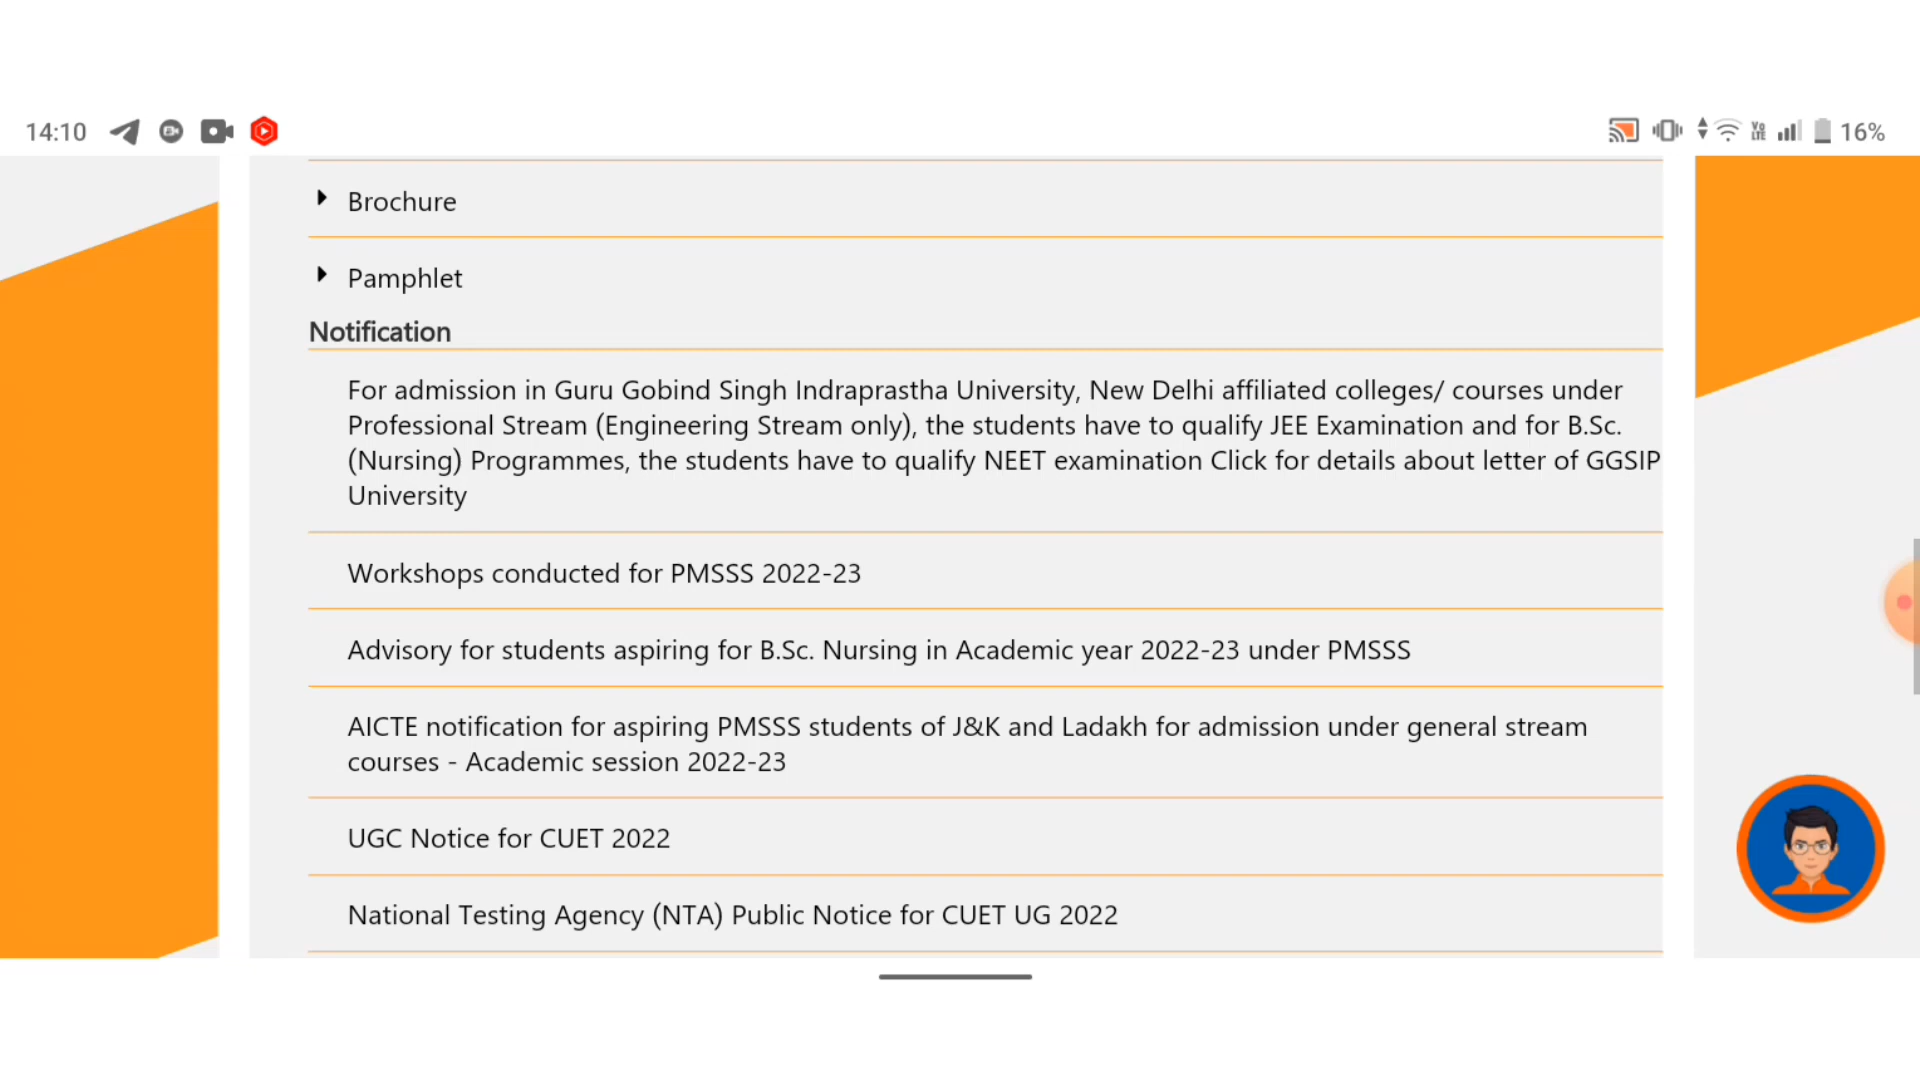 14:10
VoLTE
16%
Brochure
Pamphlet
Notification
For admission in Guru Gobind Singh Indraprastha University, New Delhi affiliated colleges/ courses under
Professional Stream (Engineering Stream only), the students have to qualify JEE Examination and for B.Sc.
(Nursing) Programmes, the students have to qualify NEET examination Click for details about letter of GGSIP
University
Workshops conducted for PMSSS 2022-23
Advisory for students aspiring for B.Sc. Nursing in Academic year 2022-23 under PMSSS
AICTE notification for aspiring PMSSS students of J&K and Ladakh for admission under general stream
courses - Academic session 2022-23
UGC Notice for CUET 2022
National Testing Agency (NTA) Public Notice for CUET UG 2022